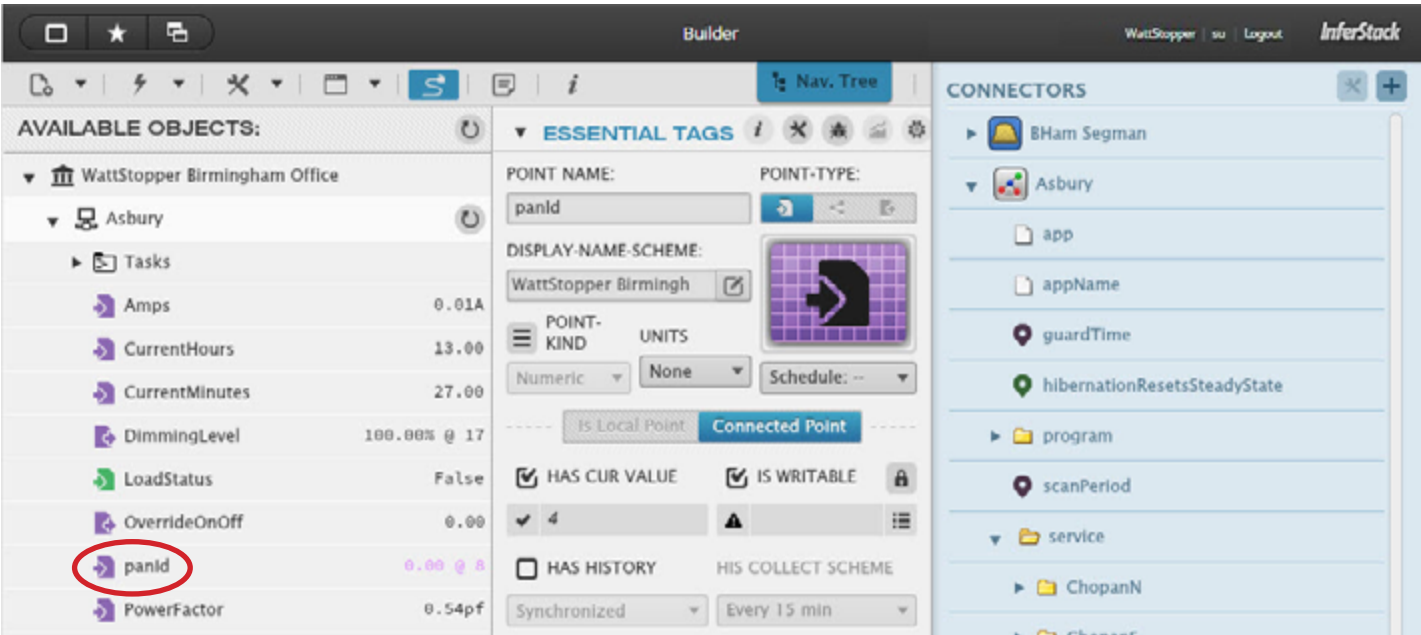 Builder
WattStopper | su | Logout
InferStack
Nav. Tree
AVAILABLE OBJECTS:
WattStopper Birmingham Office
Asbury
Tasks
Amps 0.01A
CurrentHours 13.00
CurrentMinutes 27.00
DimmingLevel 100.00% @ 17
LoadStatus False
OverrideOnOff 0.00
panId 0.00 @ 8
PowerFactor 0.54pf
ESSENTIAL TAGS
POINT NAME: POINT-TYPE:
panId
DISPLAY-NAME-SCHEME:
WattStopper Birmingh
POINT-
KIND
UNITS
Numeric None Schedule: --
Is Local Point Connected Point
HAS CUR VALUE IS WRITABLE
4
HAS HISTORY HIS COLLECT SCHEME
Synchronized Every 15 min
CONNECTORS
BHam Segman
Asbury
app
appName
guardTime
hibernationResetsSteadyState
program
scanPeriod
service
ChopanN